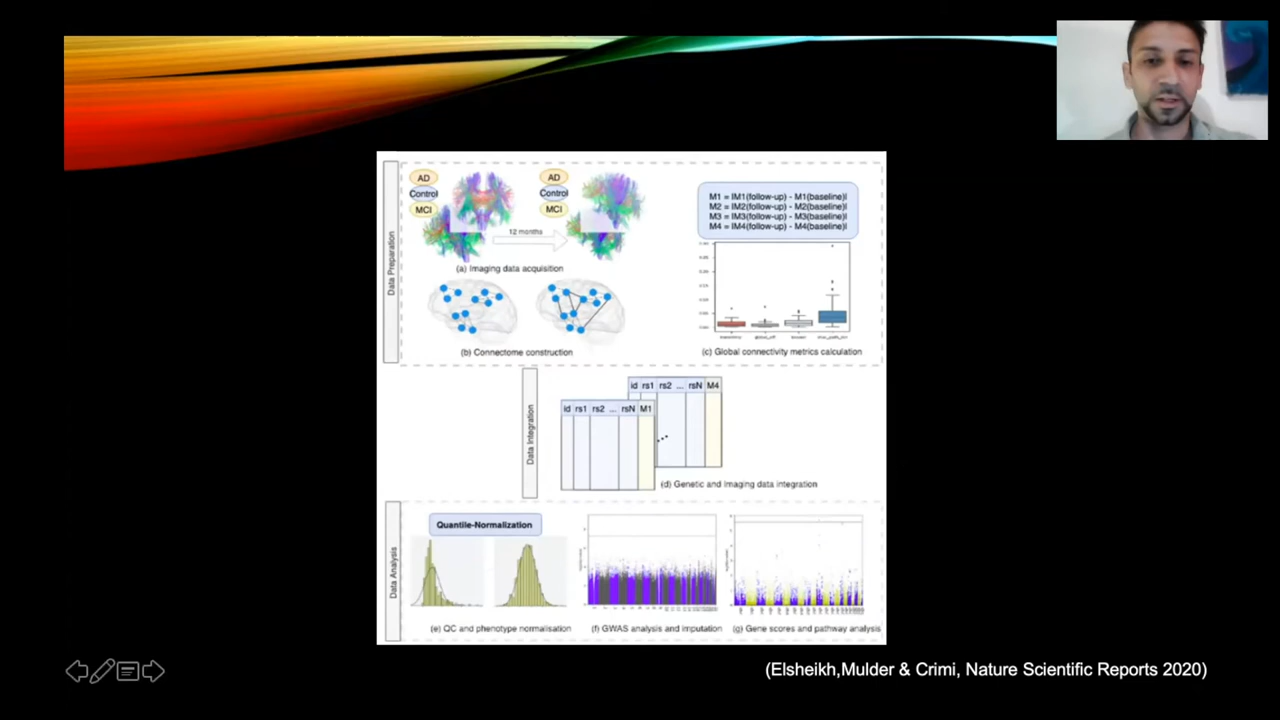 Data Preparation
AD
Control
MCI
AD
Control
MCI
12 months
(a) Imaging data acquisition
(b) Connectome construction
M1 = IM1(follow-up) - M1(baseline)I
M2 = IM2(follow-up) - M2(baseline)I
M3 = IM3(follow-up) - M3(baseline)I
M4 = IM4(follow-up) - M4(baseline)I
(c) Global connectivity metrics calculation
Data Integration
id rs1 rs2 ... rsN M4
id rs1 rs2 ... rsN M1
(d) Genetic and Imaging data integration
Data Analysis
Quantile-Normalization
(e) QC and phenotype normalisation
(f) GWAS analysis and imputation
(g) Gene scores and pathway analysis
(Elsheikh,Mulder & Crimi, Nature Scientific Reports 2020)